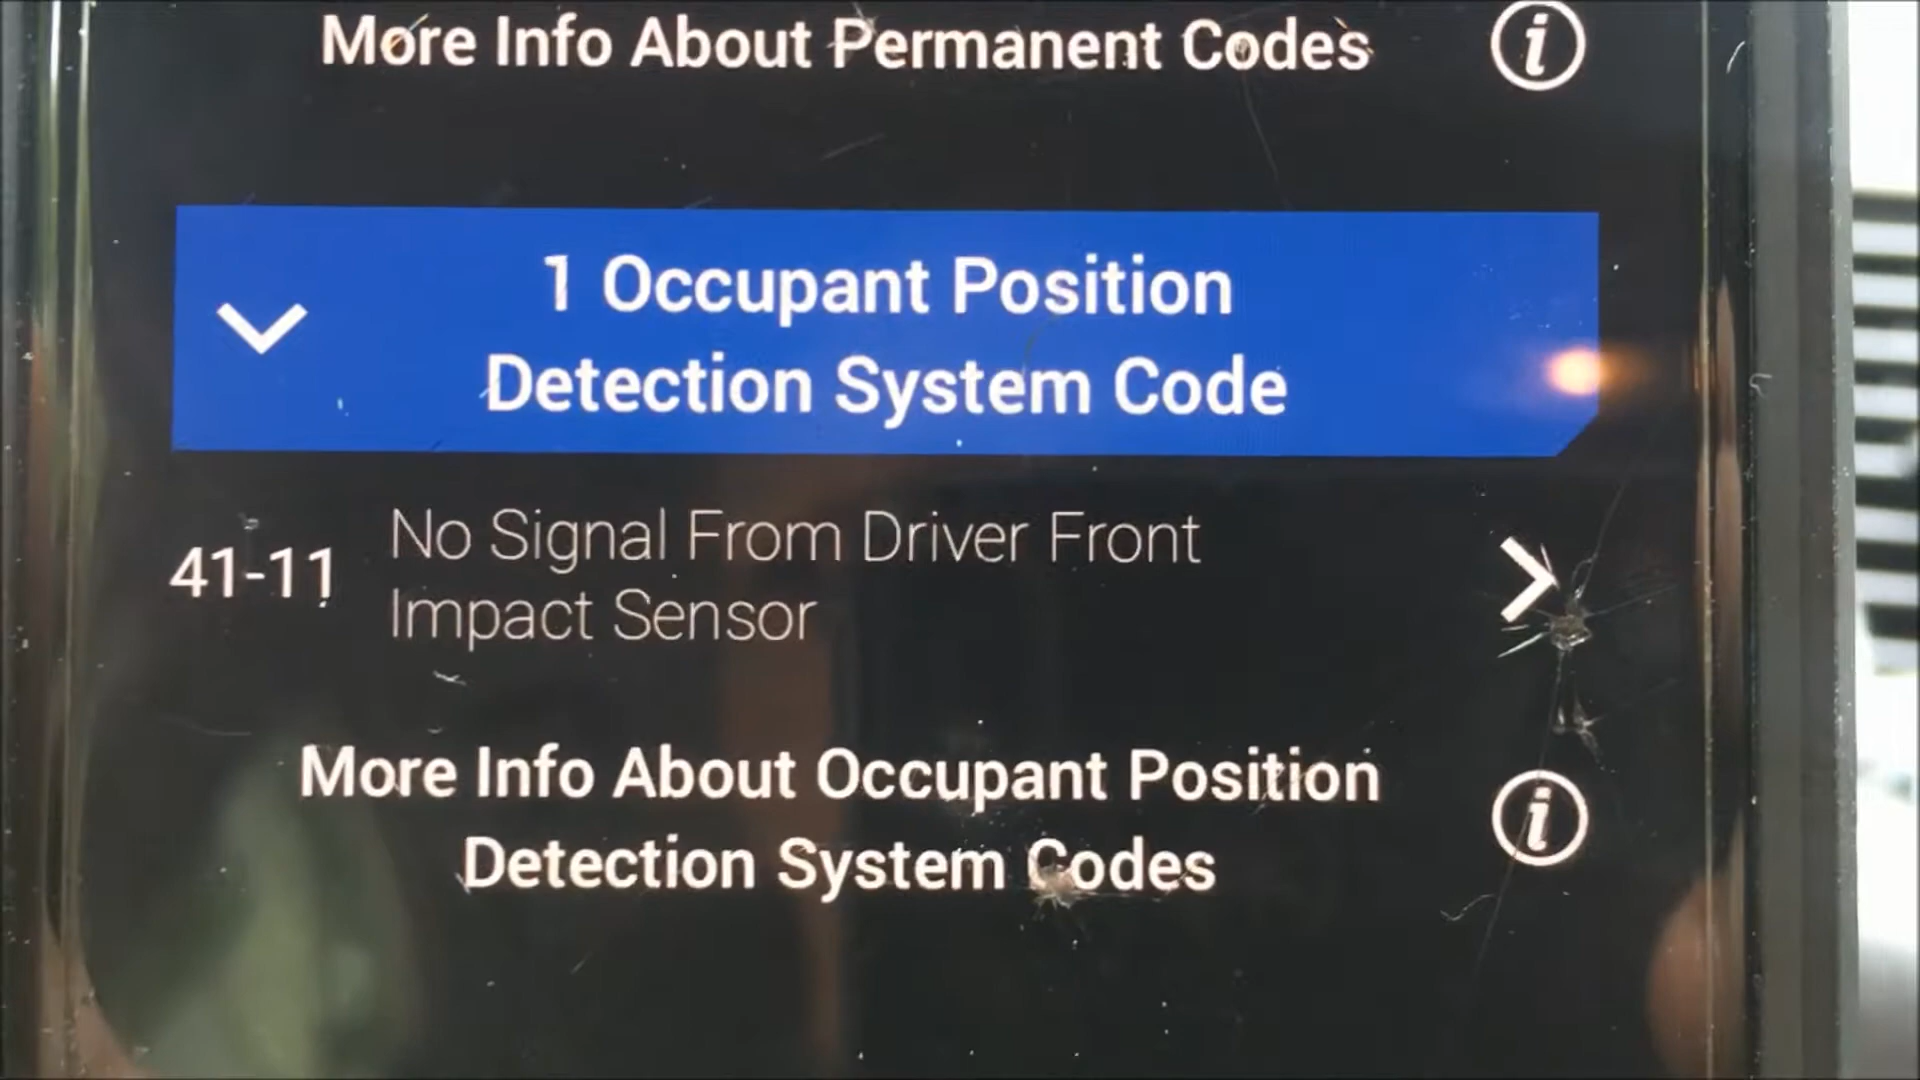 More Info About Permanent Codes
1 Occupant Position
Detection System Code
41-11
No Signal From Driver Front
Impact Sensor
More Info About Occupant Position
Detection System Codes